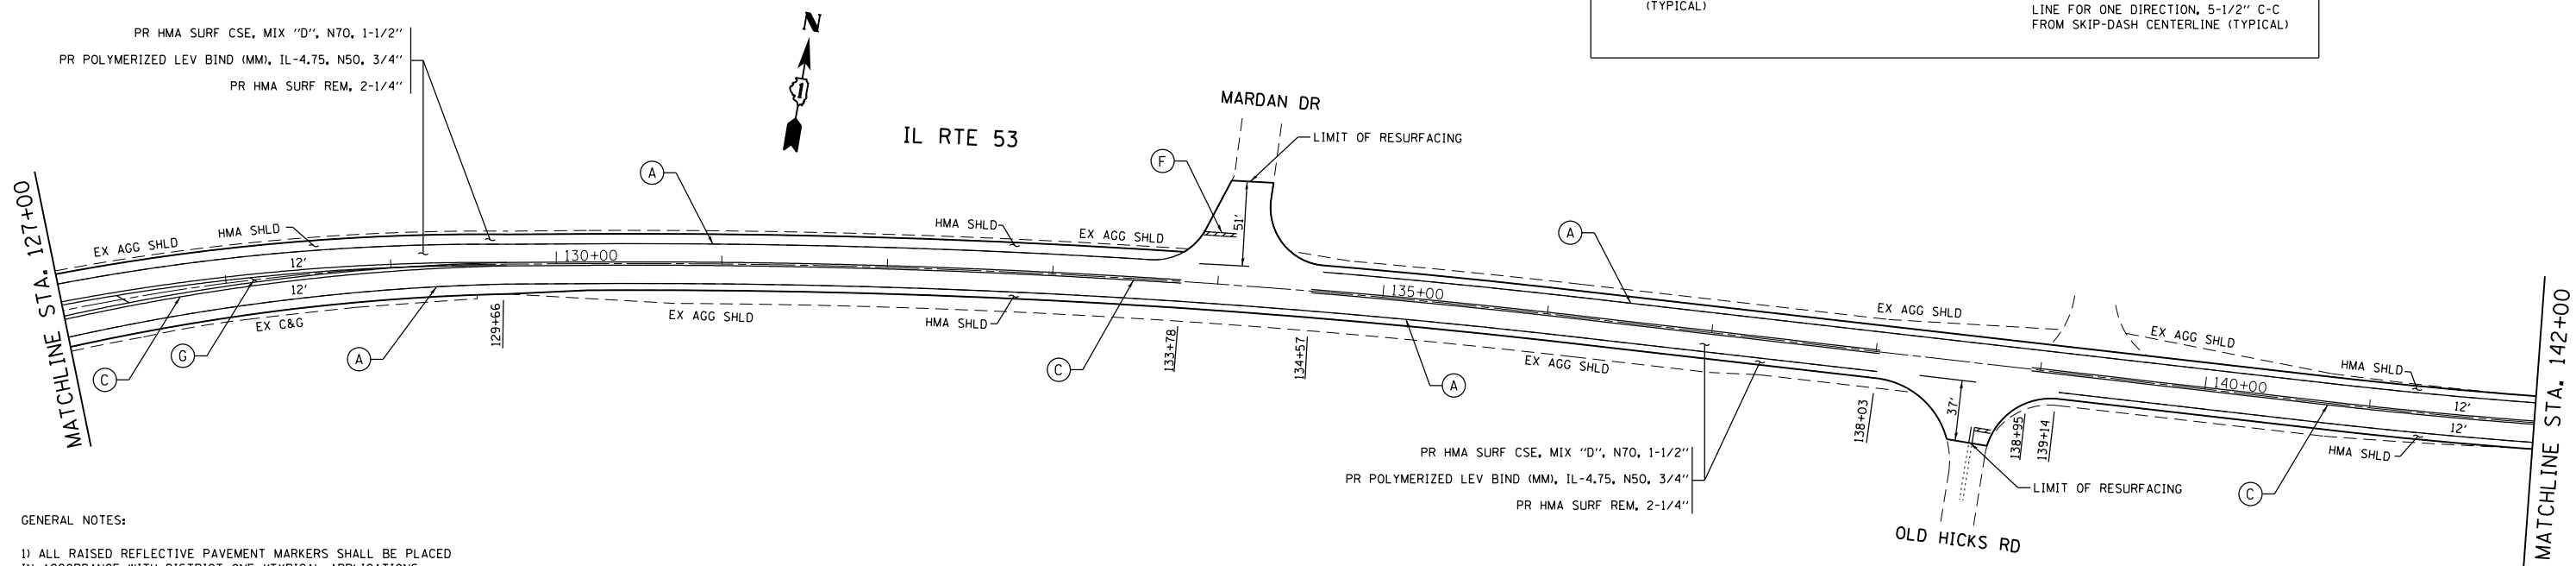 (TYPICAL)
LINE FOR ONE DIRECTION, 5-1/2" C-C
FROM SKIP-DASH CENTERLINE (TYPICAL)
PR HMA SURF CSE, MIX "D", N70, 1-1/2"
PR POLYMERIZED LEV BIND (MM), IL-4.75, N50, 3/4"
PR HMA SURF REM, 2-1/4"
N
1
IL RTE 53
MARDAN DR
LIMIT OF RESURFACING
F
A
A
51'
MATCHLINE STA. 127+00
EX AGG SHLD
HMA SHLD
HMA SHLD
EX AGG SHLD
12'
12'
130+00
135+00
EX AGG SHLD
EX AGG SHLD
HMA SHLD
140+00
12'
12'
MATCHLINE STA. 142+00
EX C&G
129+66
EX AGG SHLD
HMA SHLD
133+78
134+57
EX AGG SHLD
138+03
37'
138+95
139+14
HMA SHLD
C
G
A
C
A
C
PR HMA SURF CSE, MIX "D", N70, 1-1/2"
PR POLYMERIZED LEV BIND (MM), IL-4.75, N50, 3/4"
PR HMA SURF REM, 2-1/4"
LIMIT OF RESURFACING
OLD HICKS RD
GENERAL NOTES:
1) ALL RAISED REFLECTIVE PAVEMENT MARKERS SHALL BE PLACED
IN ACCORDANCE WITH DISTRICT ONE "TYPICAL APPLICATIONS